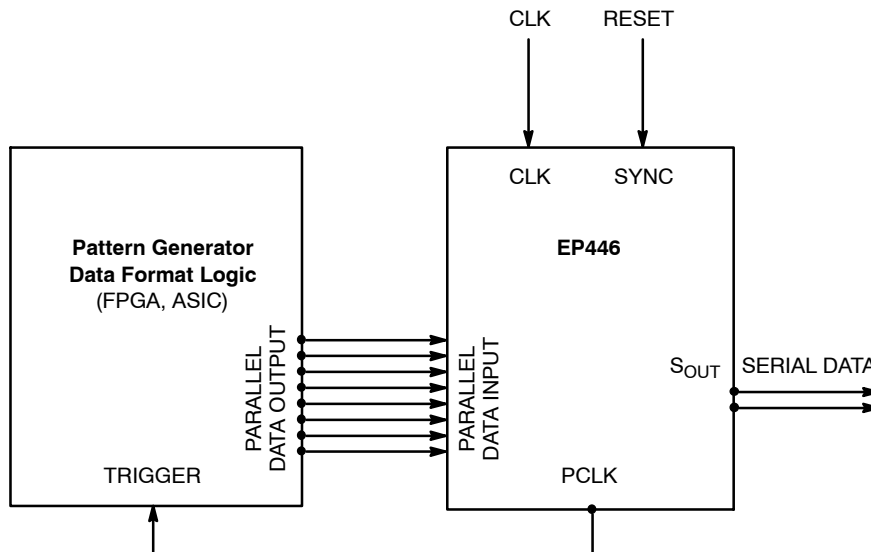 CLK RESET
CLK SYNC
Pattern Generator
Data Format Logic
(FPGA, ASIC)
EP446
PARALLEL
DATA OUTPUT
PARALLEL
DATA INPUT
SOUT SERIAL DATA
TRIGGER
PCLK